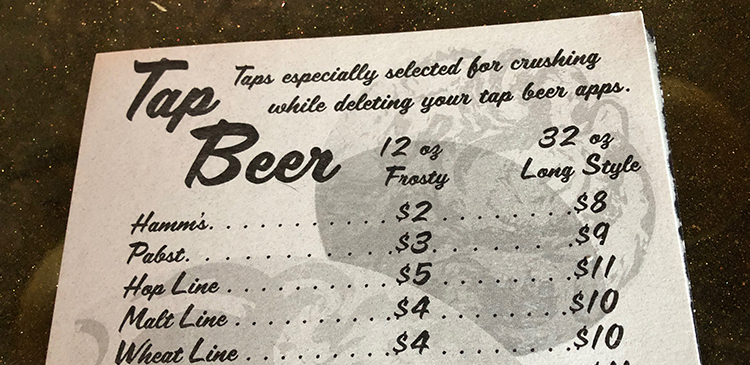 Tap Beer
Taps especially selected for crushing
while deleting your tap beer apps.
12 oz Frosty
32 oz Long Style
Hamm's. $2 $8
Pabst. $3 $9
Hop Line $5 $11
Malt Line $4 $10
Wheat Line $4 $10